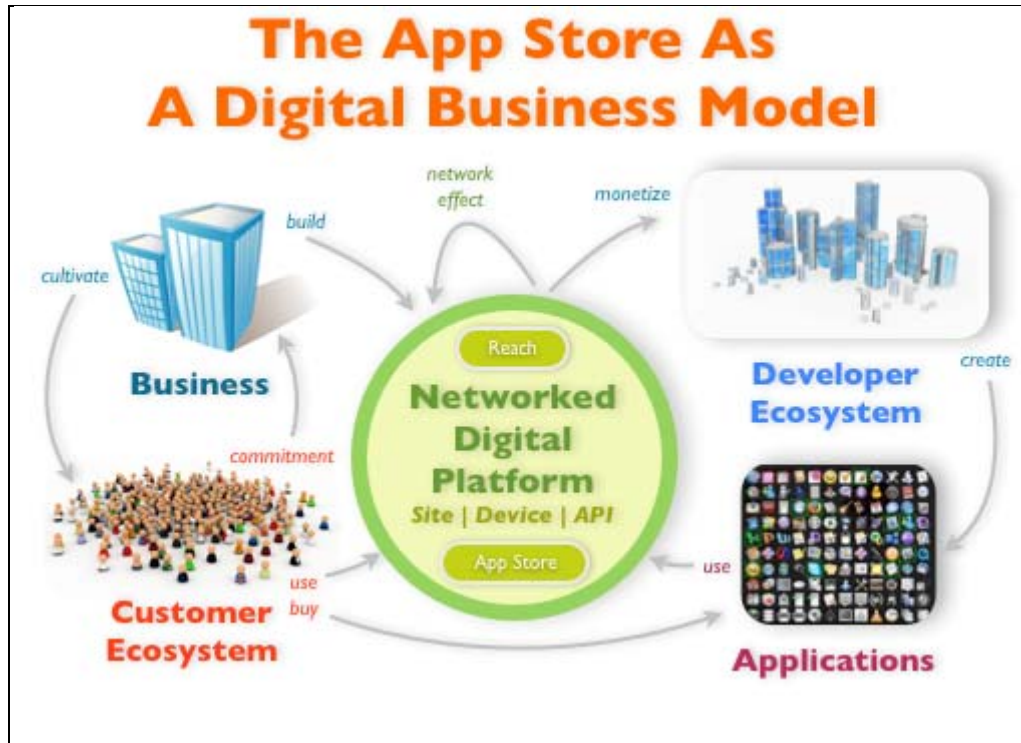 The App Store As
A Digital Business Model
network
effect
monetize
build
cultivate
Reach
Business
Networked
Digital
Platform
Site | Device | API
App Store
Developer
Ecosystem
create
commitment
use
buy
use
Customer
Ecosystem
Applications